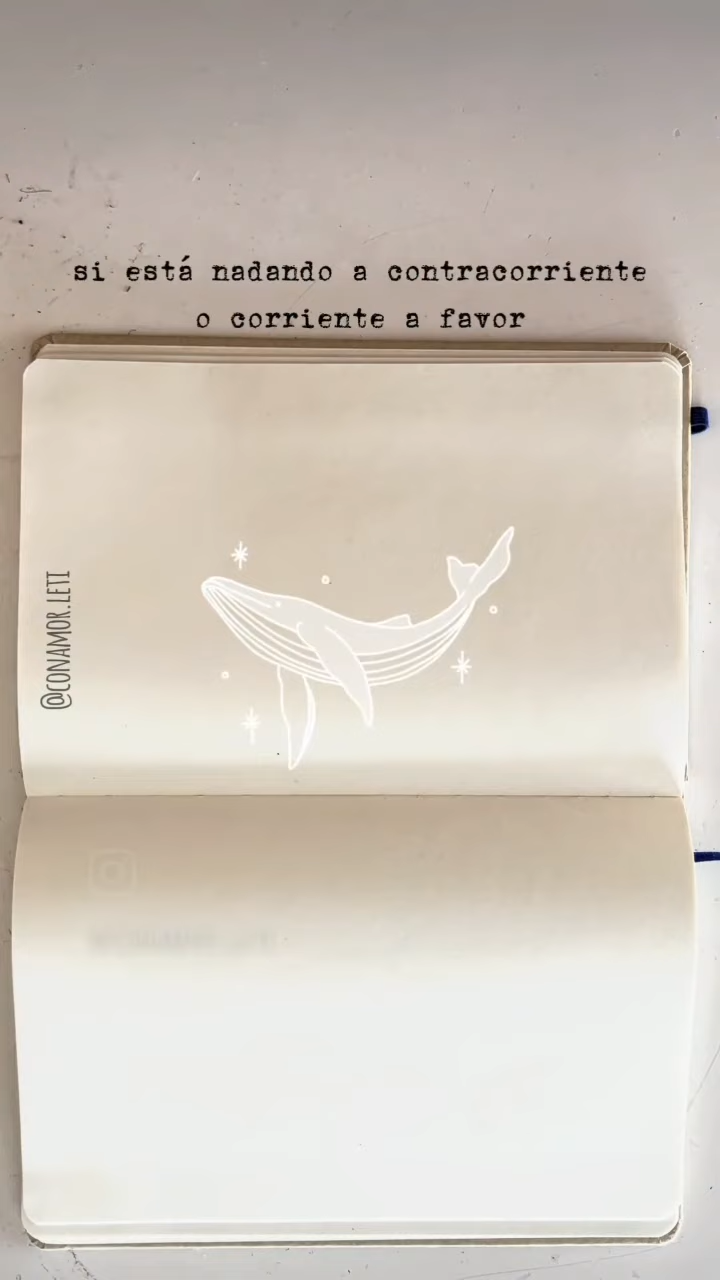 si está nadando a contracorriente
o corriente a favor
@CONAMOR.LETI